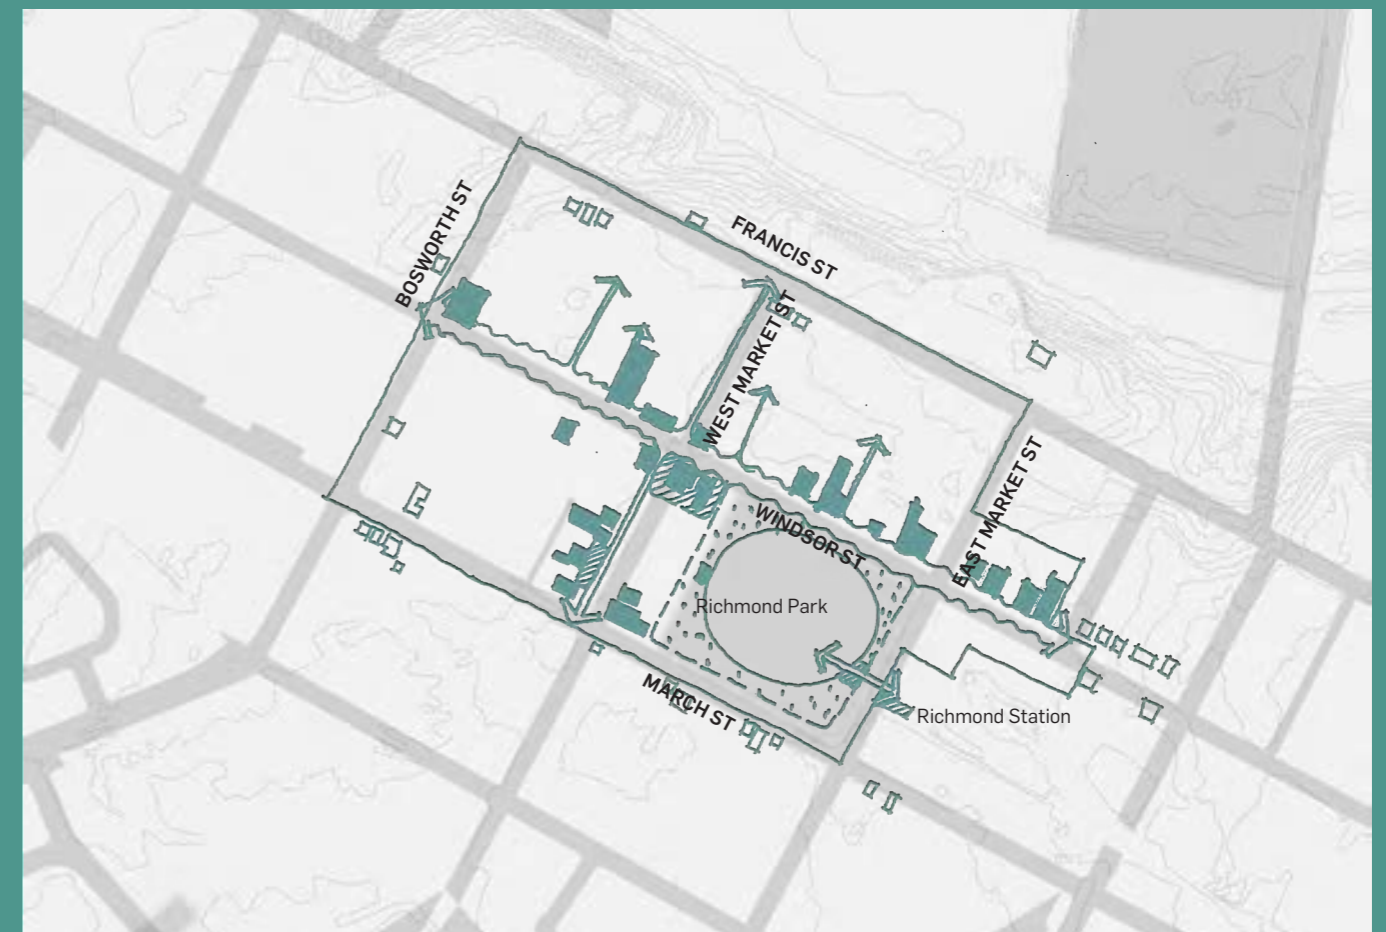 BOSWORTH ST
FRANCIS ST
WEST MARKET ST
EAST MARKET ST
WINDSOR ST
Richmond Park
MARCH ST
Richmond Station